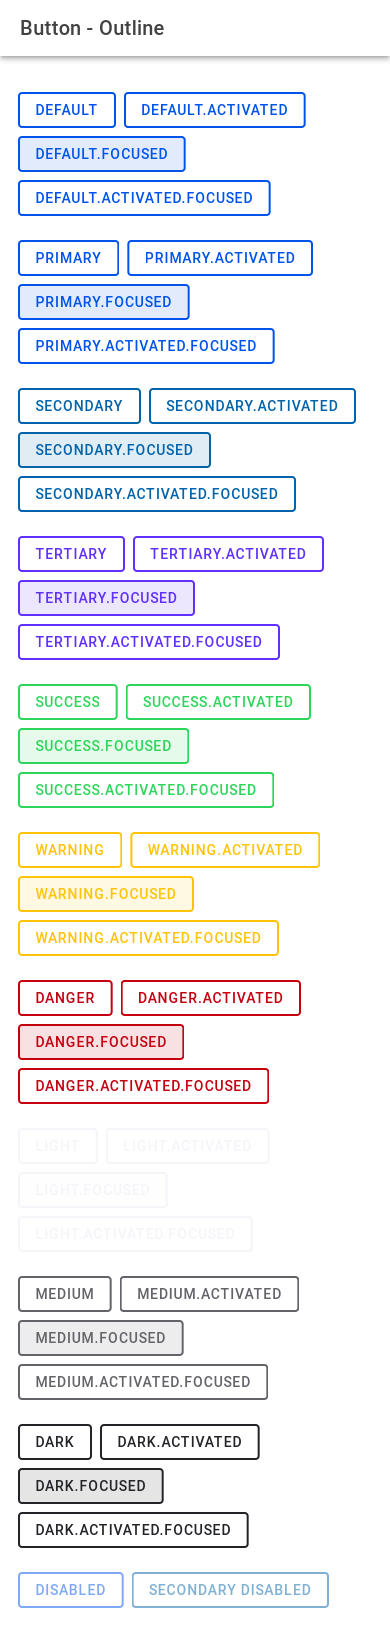 Button - Outline
DEFAULT DEFAULT.ACTIVATED
DEFAULT.FOCUSED
DEFAULT.ACTIVATED.FOCUSED
PRIMARY PRIMARY.ACTIVATED
PRIMARY.FOCUSED
PRIMARY.ACTIVATED.FOCUSED
SECONDARY SECONDARY.ACTIVATED
SECONDARY.FOCUSED
SECONDARY.ACTIVATED.FOCUSED
TERTIARY TERTIARY.ACTIVATED
TERTIARY.FOCUSED
TERTIARY.ACTIVATED.FOCUSED
SUCCESS SUCCESS.ACTIVATED
SUCCESS.FOCUSED
SUCCESS.ACTIVATED.FOCUSED
WARNING WARNING.ACTIVATED
WARNING.FOCUSED
WARNING.ACTIVATED.FOCUSED
DANGER DANGER.ACTIVATED
DANGER.FOCUSED
DANGER.ACTIVATED.FOCUSED
LIGHT LIGHT.ACTIVATED
LIGHT.FOCUSED
LIGHT.ACTIVATED.FOCUSED
MEDIUM MEDIUM.ACTIVATED
MEDIUM.FOCUSED
MEDIUM.ACTIVATED.FOCUSED
DARK DARK.ACTIVATED
DARK.FOCUSED
DARK.ACTIVATED.FOCUSED
DISABLED SECONDARY DISABLED